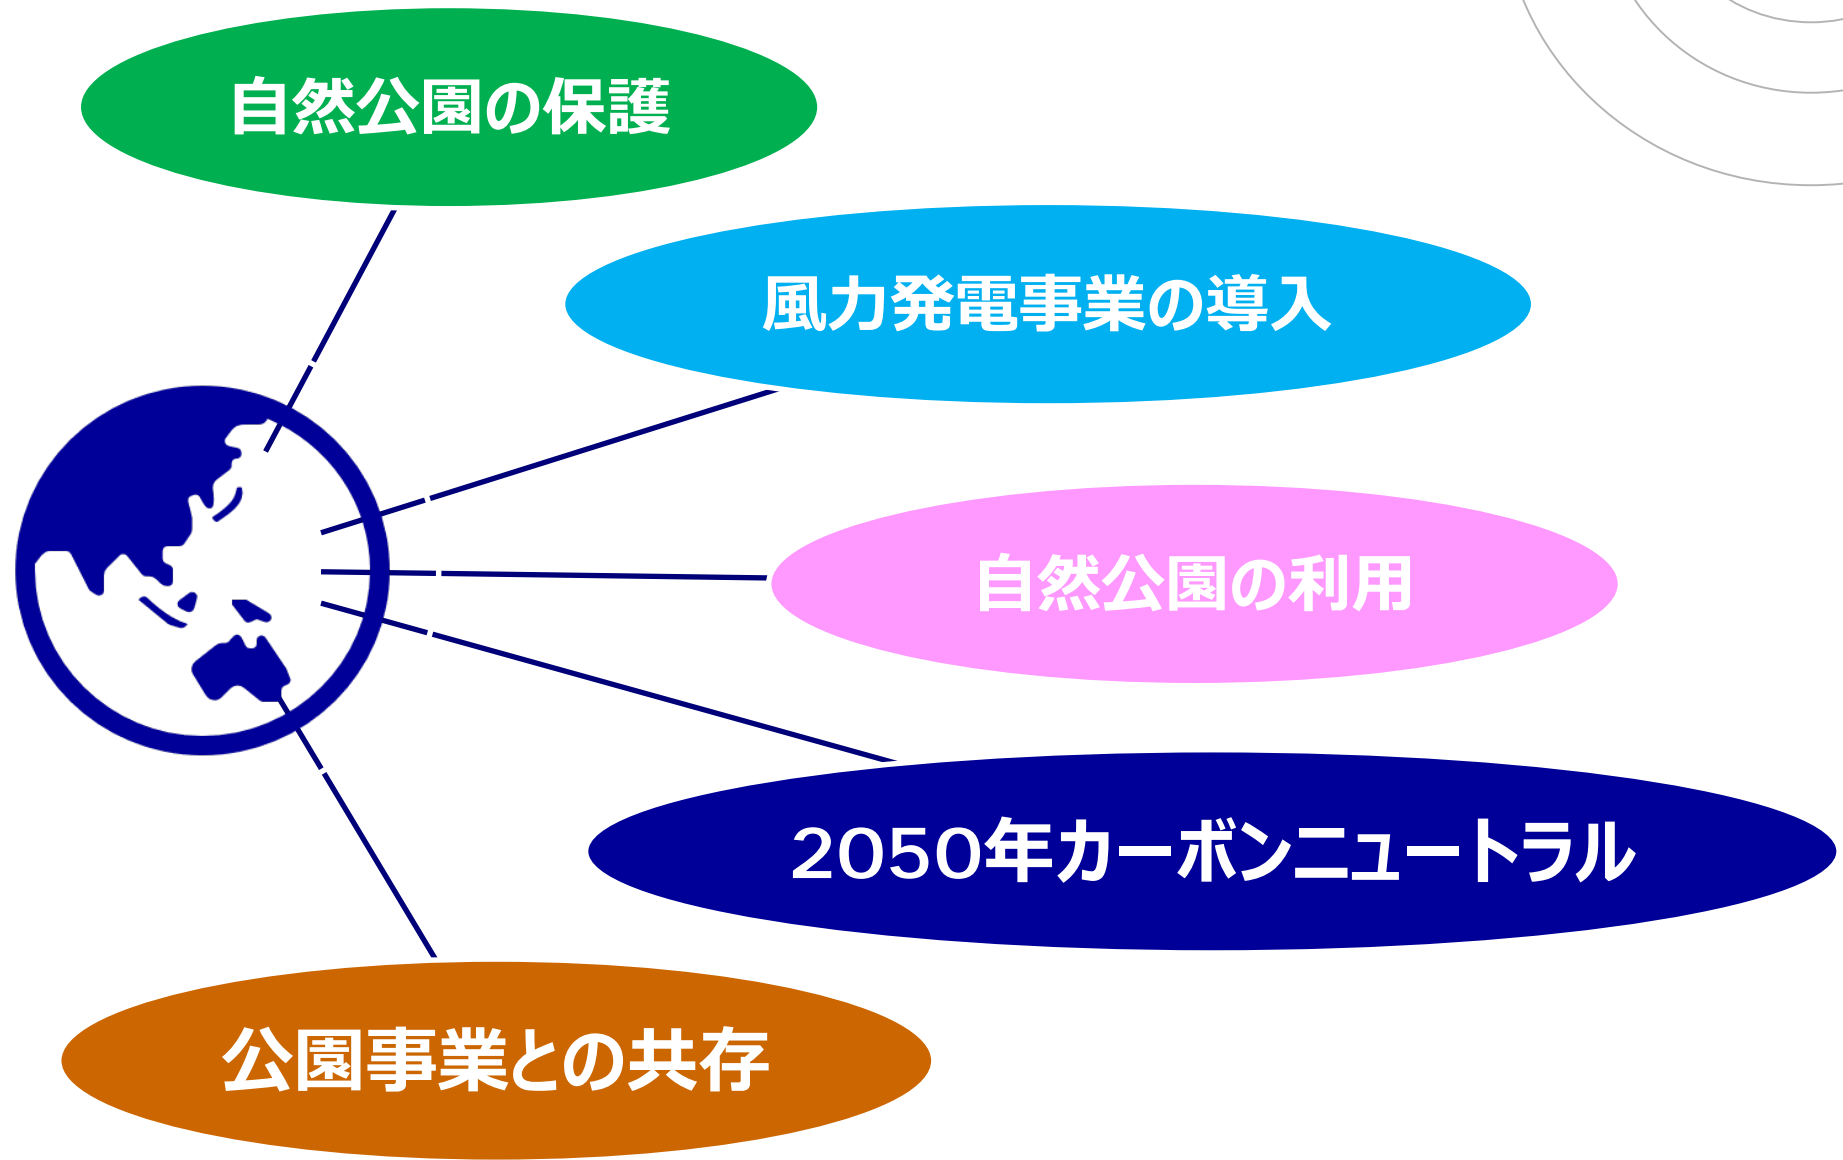 自然公園の保護
風力発電事業の導入
自然公園の利用
2050年カーボンニュートラル
公園事業との共存